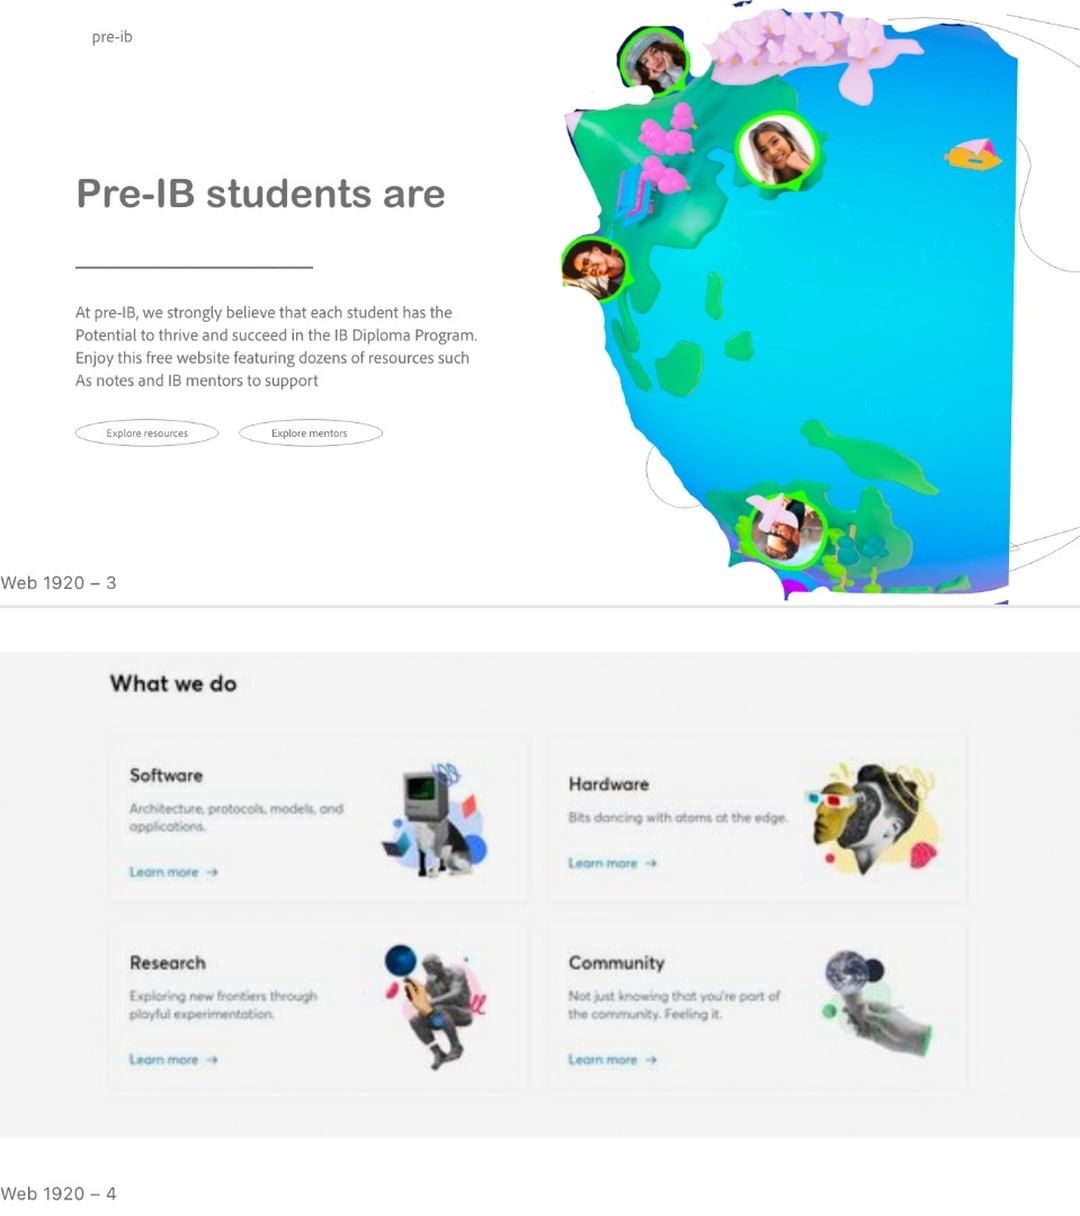 pre-ib
Pre-IB students are
At pre-IB, we strongly believe that each student has the
Potential to thrive and succeed in the IB Diploma Program.
Enjoy this free website featuring dozens of resources such
As notes and IB mentors to support
Explore resources
Explore mentors
Web 1920 – 3
What we do
Software
Architecture, protocols, models, and
applications.
Learn more →
Hardware
Bits dancing with atoms at the edge.
Learn more →
Research
Exploring new frontiers through
playful experimentation.
Learn more →
Community
Not just knowing that you're part of
the community. Feeling it.
Learn more →
Web 1920 – 4